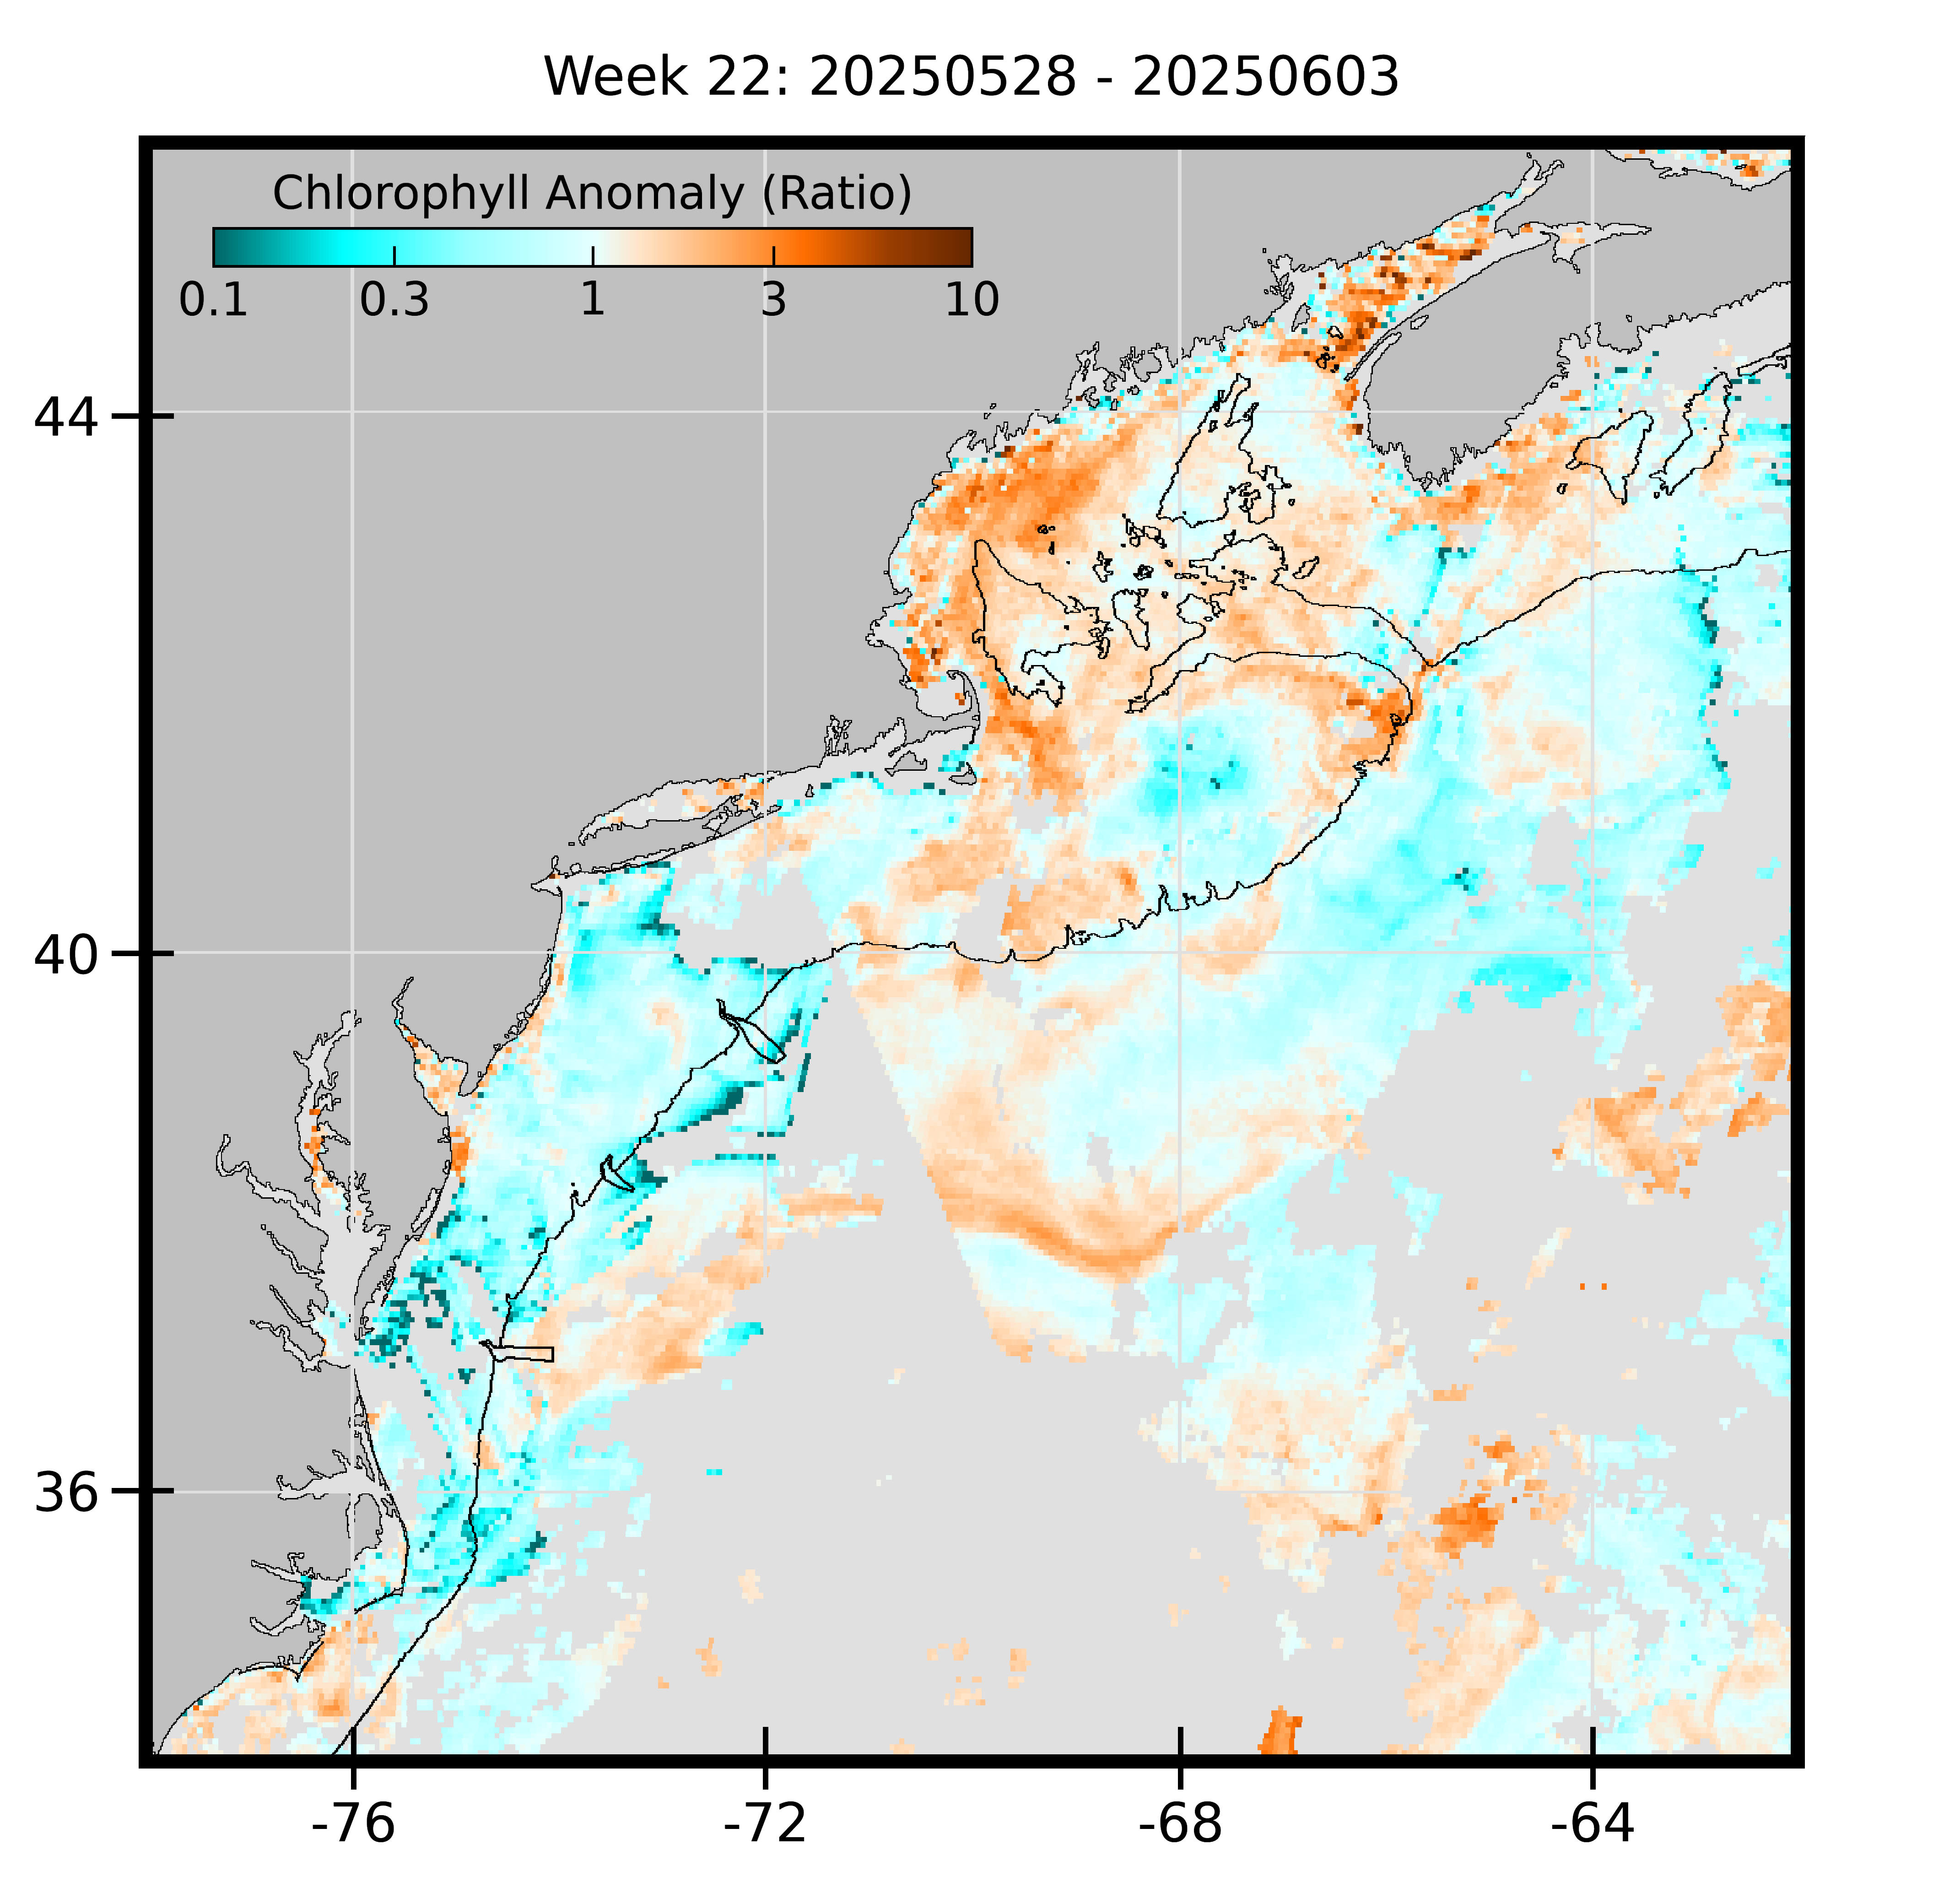 Week 22: 20250528 - 20250603
Chlorophyll Anomaly (Ratio)
0.1 0.3 1 3 10
44
40
36
-76 -72 -68 -64